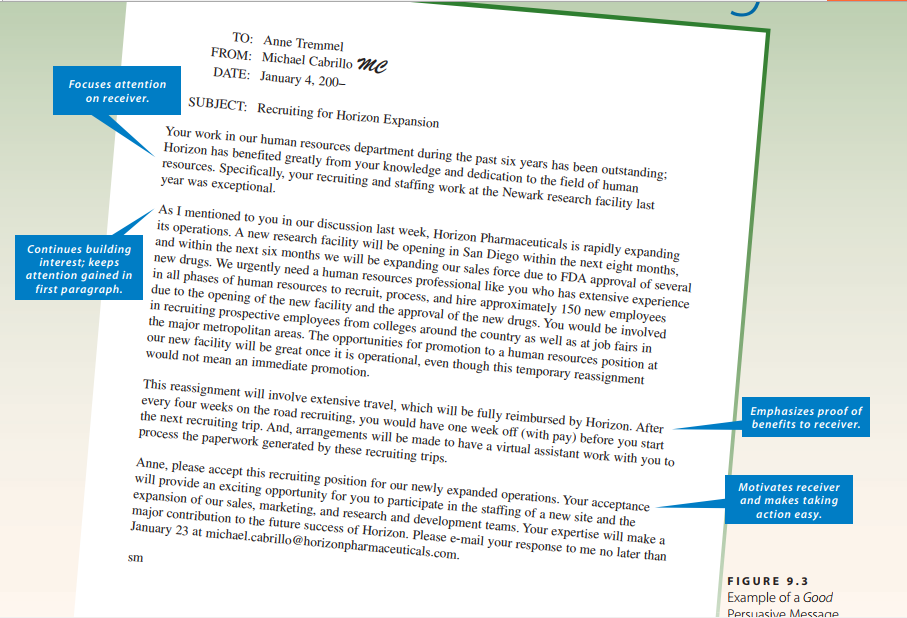 TO: Anne Tremmel
FROM: Michael Cabrillo MC
DATE: January 4, 200–
SUBJECT: Recruiting for Horizon Expansion
Focuses attention
on receiver.
Your work in our human resources department during the past six years has been outstanding;
Horizon has benefited greatly from your knowledge and dedication to the field of human
resources. Specifically, your recruiting and staffing work at the Newark research facility last
year was exceptional.
Continues building
interest; keeps
attention gained in
first paragraph.
As I mentioned to you in our discussion last week, Horizon Pharmaceuticals is rapidly expanding
its operations. A new research facility will be opening in San Diego within the next eight months,
and within the next six months we will be expanding our sales force due to FDA approval of several
new drugs. We urgently need a human resources professional like you who has extensive experience
in all phases of human resources to recruit, process, and hire approximately 150 new employees
due to the opening of the new facility and the approval of the new drugs. You would be involved
in recruiting prospective employees from colleges around the country as well as at job fairs in
the major metropolitan areas. The opportunities for promotion to a human resources position at
our new facility will be great once it is operational, even though this temporary reassignment
would not mean an immediate promotion.
This reassignment will involve extensive travel, which will be fully reimbursed by Horizon. After
every four weeks on the road recruiting, you would have one week off (with pay) before you start
the next recruiting trip. And, arrangements will be made to have a virtual assistant work with you to
process the paperwork generated by these recruiting trips.
Emphasizes proof of
benefits to receiver.
Anne, please accept this recruiting position for our newly expanded operations. Your acceptance
will provide an exciting opportunity for you to participate in the staffing of a new site and the
expansion of our sales, marketing, and research and development teams. Your expertise will make a
major contribution to the future success of Horizon. Please e-mail your response to me no later than
January 23 at michael.cabrillo@horizonpharmaceuticals.com.
Motivates receiver
and makes taking
action easy.
sm
FIGURE 9.3
Example of a Good
Persuasive Message